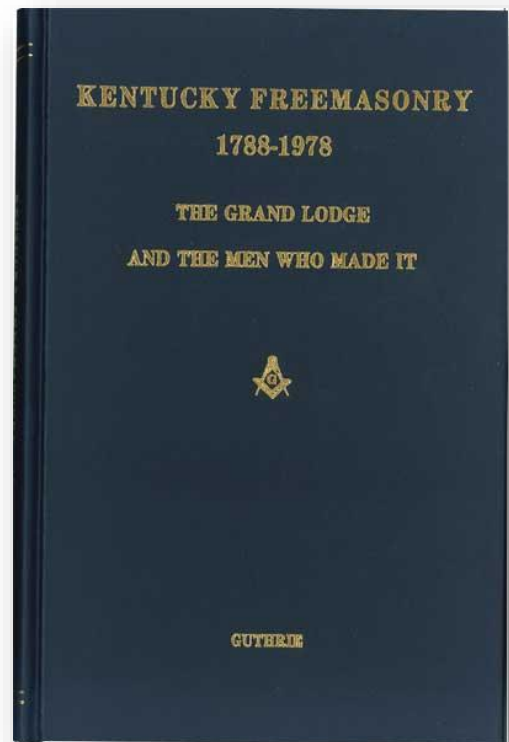 KENTUCKY FREEMASONRY
1788-1978
THE GRAND LODGE
AND THE MEN WHO MADE IT
G
GUTHRIE